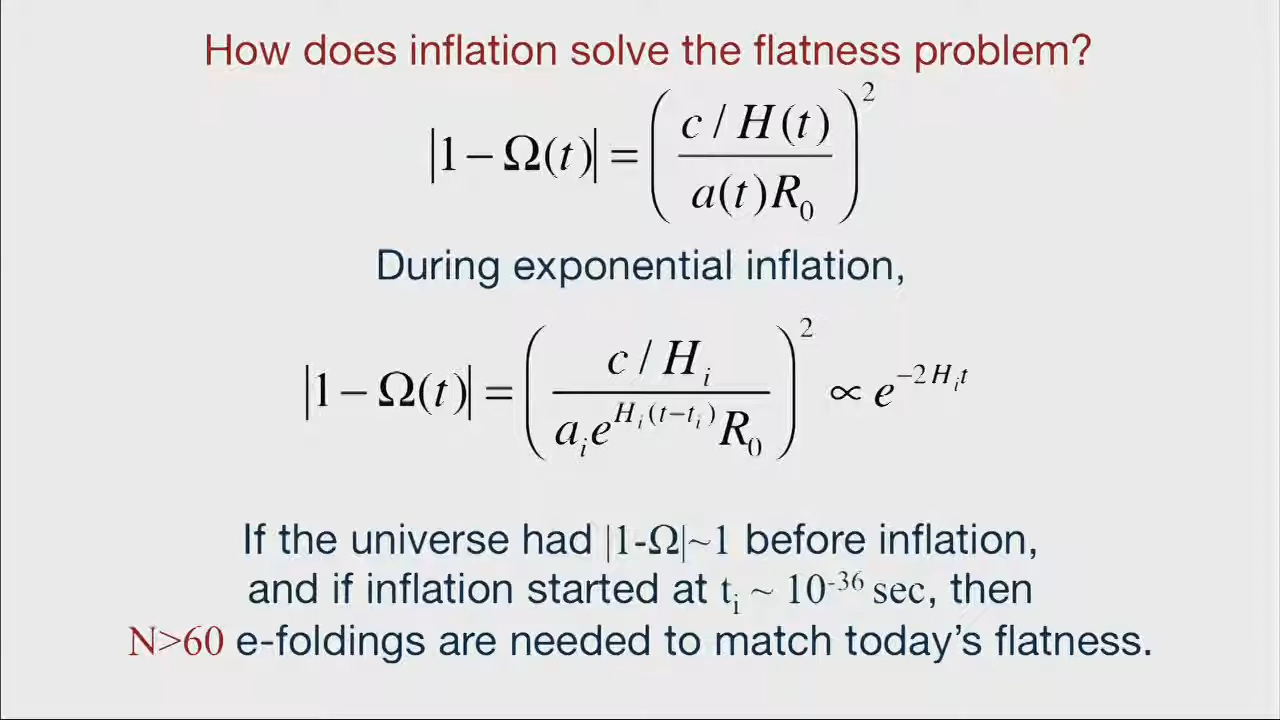 How does inflation solve the flatness problem?
|1 − Ω(t)| = ( (c / H(t)) / (a(t)R₀) )²
During exponential inflation,
|1 − Ω(t)| = ( (c / Hᵢ) / (aᵢe^{Hᵢ(t−tᵢ)}R₀) )² ∝ e^{−2Hᵢt}
If the universe had |1-Ω|~1 before inflation,
and if inflation started at tᵢ ~ 10⁻³⁶ sec, then
N>60 e-foldings are needed to match today's flatness.